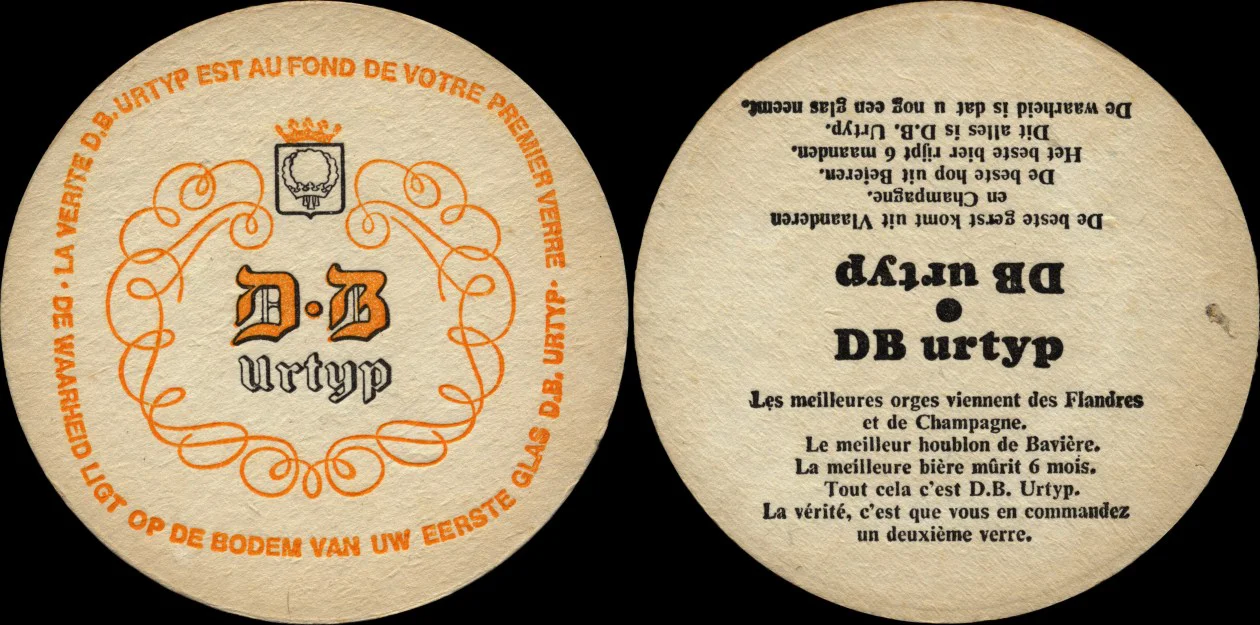 · LA VERITE D.B. URTYP EST AU FOND DE VOTRE PREMIER VERRE
· DE WAARHEID LIGT OP DE BODEM VAN UW EERSTE GLAS D.B. URTYP
D·B
urtyp
De waarheid is dat u nog een glas neemt.
Dit alles is D.B. Urtyp.
Het beste bier rijpt 6 maanden.
De beste hop uit Beieren.
en Champagne.
De beste gerst komt uit Vlaanderen
DB urtyp
DB urtyp
Les meilleures orges viennent des Flandres
et de Champagne.
Le meilleur houblon de Bavière.
La meilleure bière mûrit 6 mois.
Tout cela c'est D.B. Urtyp.
La vérité, c'est que vous en commandez
un deuxième verre.